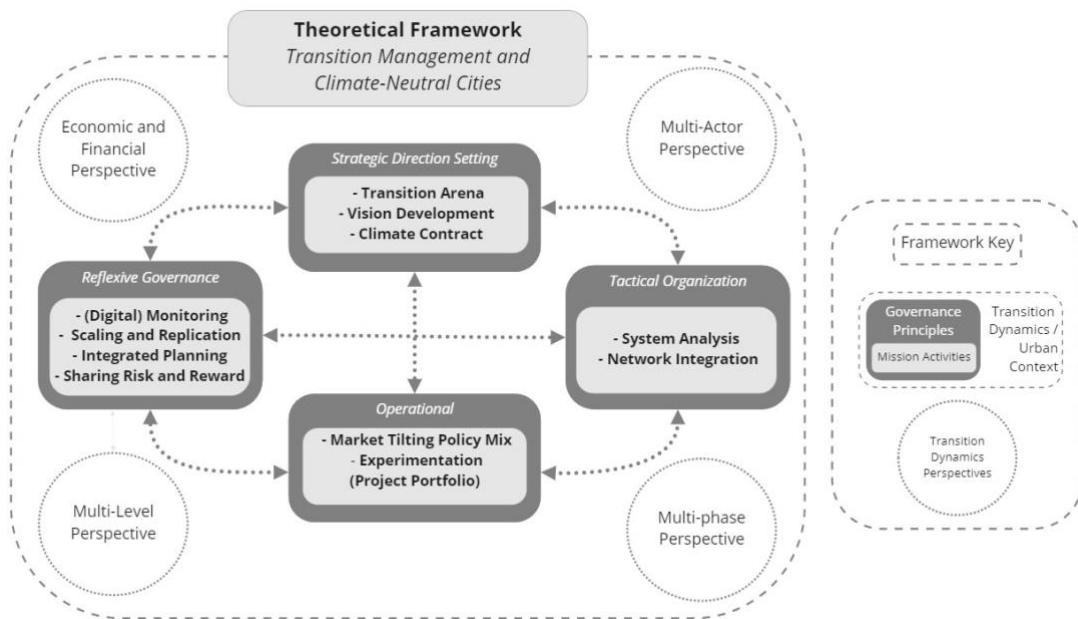 Theoretical Framework
Transition Management and
Climate-Neutral Cities
Economic and
Financial
Perspective
Multi-Actor
Perspective
Strategic Direction Setting
- Transition Arena
- Vision Development
- Climate Contract
Reflexive Governance
- (Digital) Monitoring
- Scaling and Replication
- Integrated Planning
- Sharing Risk and Reward
Tactical Organization
- System Analysis
- Network Integration
Operational
- Market Tilting Policy Mix
- Experimentation
(Project Portfolio)
Multi-Level
Perspective
Multi-phase
Perspective
Framework Key
Governance
Principles
Mission Activities
Transition
Dynamics /
Urban
Context
Transition
Dynamics
Perspectives